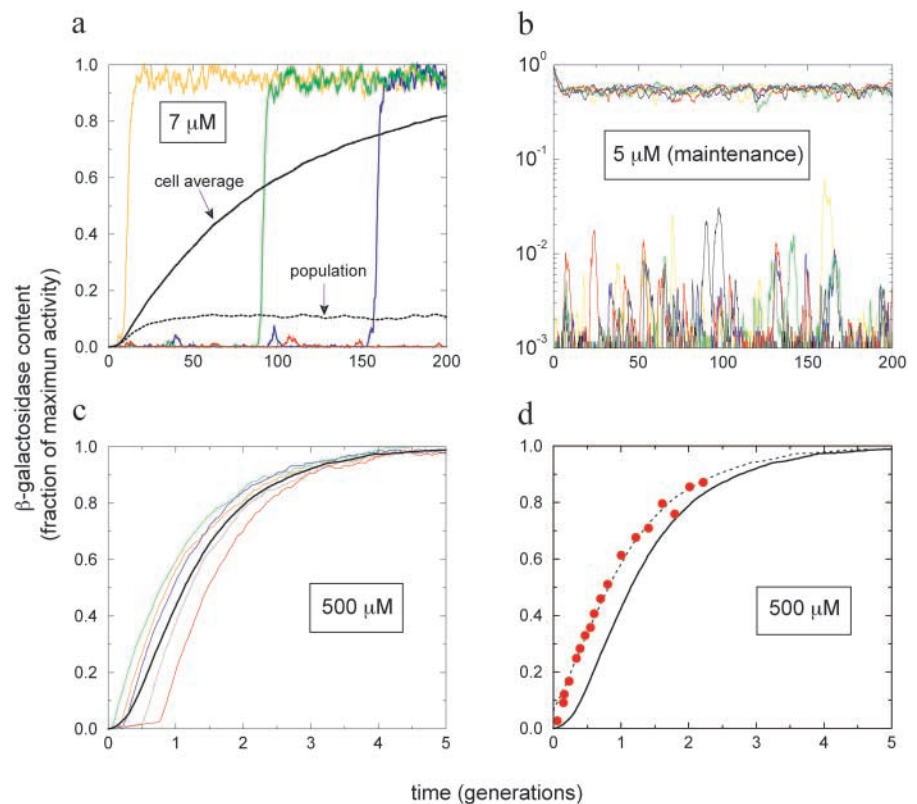 a
1.0
0.8
0.6
0.4
0.2
0.0
7 µM
cell average
population
0 50 100 150 200
b
10⁰
10⁻¹
10⁻²
10⁻³
5 µM (maintenance)
0 50 100 150 200
β-galactosidase content
(fraction of maximun activity)
c
1.0
0.8
0.6
0.4
0.2
0.0
500 µM
0 1 2 3 4 5
d
1.0
0.8
0.6
0.4
0.2
0.0
500 µM
0 1 2 3 4 5
time (generations)